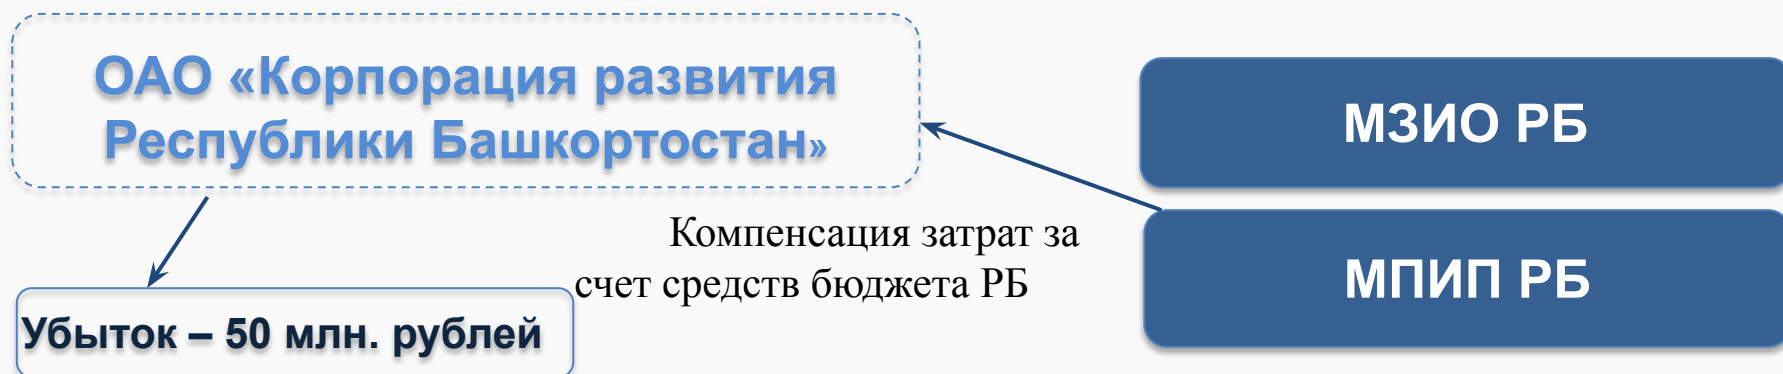 ОАО «Корпорация развития
Республики Башкортостан»
МЗИО РБ
Компенсация затрат за
счет средств бюджета РБ
МПИП РБ
Убыток – 50 млн. рублей